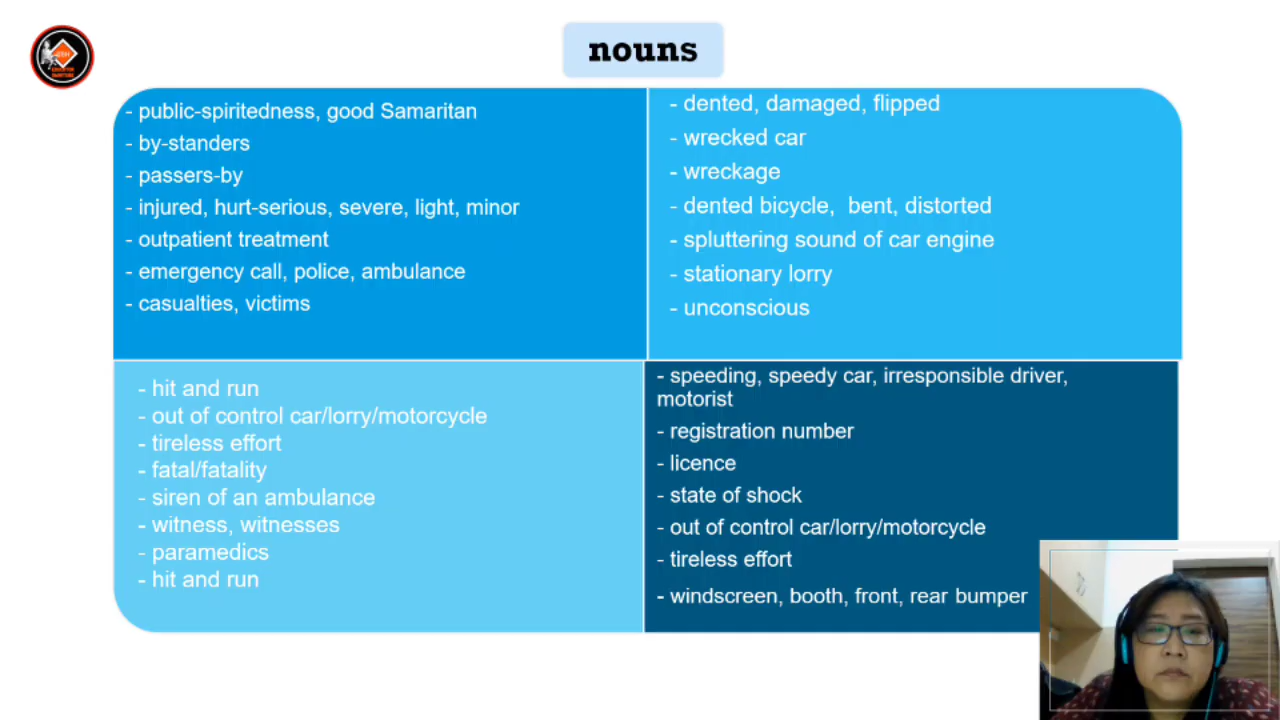 nouns
- public-spiritedness, good Samaritan
- by-standers
- passers-by
- injured, hurt-serious, severe, light, minor
- outpatient treatment
- emergency call, police, ambulance
- casualties, victims
- dented, damaged, flipped
- wrecked car
- wreckage
- dented bicycle, bent, distorted
- spluttering sound of car engine
- stationary lorry
- unconscious
- hit and run
- out of control car/lorry/motorcycle
- tireless effort
- fatal/fatality
- siren of an ambulance
- witness, witnesses
- paramedics
- hit and run
- speeding, speedy car, irresponsible driver,
motorist
- registration number
- licence
- state of shock
- out of control car/lorry/motorcycle
- tireless effort
- windscreen, booth, front, rear bumper